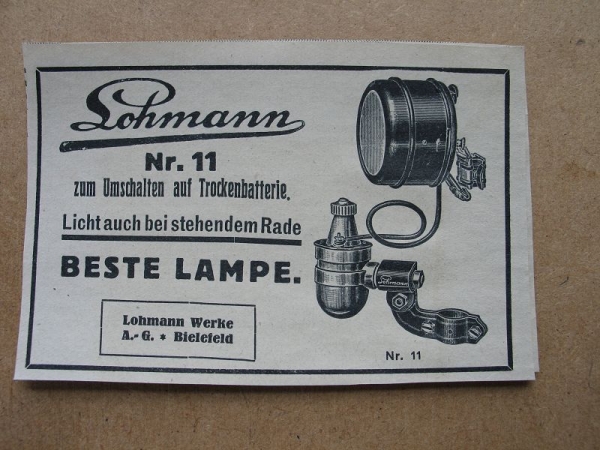 Lohmann
Nr. 11
zum Umschalten auf Trockenbatterie.
Licht auch bei stehendem Rade
BESTE LAMPE.
Lohmann Werke
A.-G. * Bielefeld
Lohmann
Nr. 11